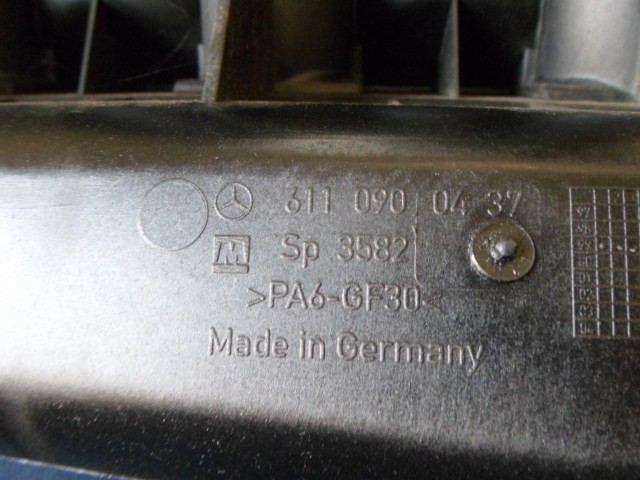 611 090 04 37
M Sp 3582
>PA6-GF30<
Made in Germany